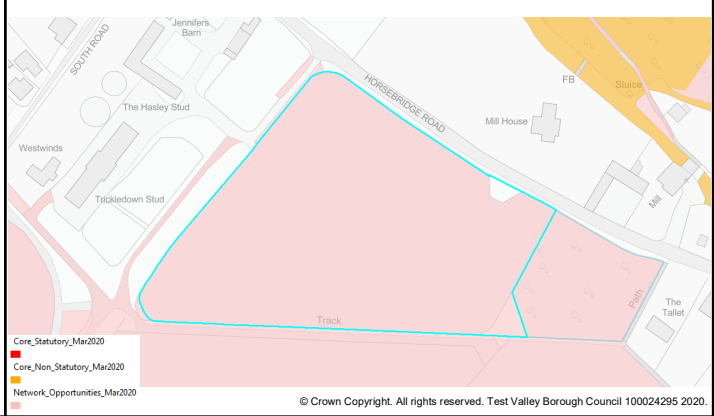 Jennifers
Barn
SOUTH ROAD
HORSEBRIDGE ROAD
FB
Sluice
The Hasley Stud
Mill House
Westwinds
Trickledown Stud
Mill
Track
Path
The
Tallet
Core_Statutory_Mar2020
Core_Non_Statutory_Mar2020
Network_Opportunities_Mar2020
© Crown Copyright. All rights reserved. Test Valley Borough Council 100024295 2020.